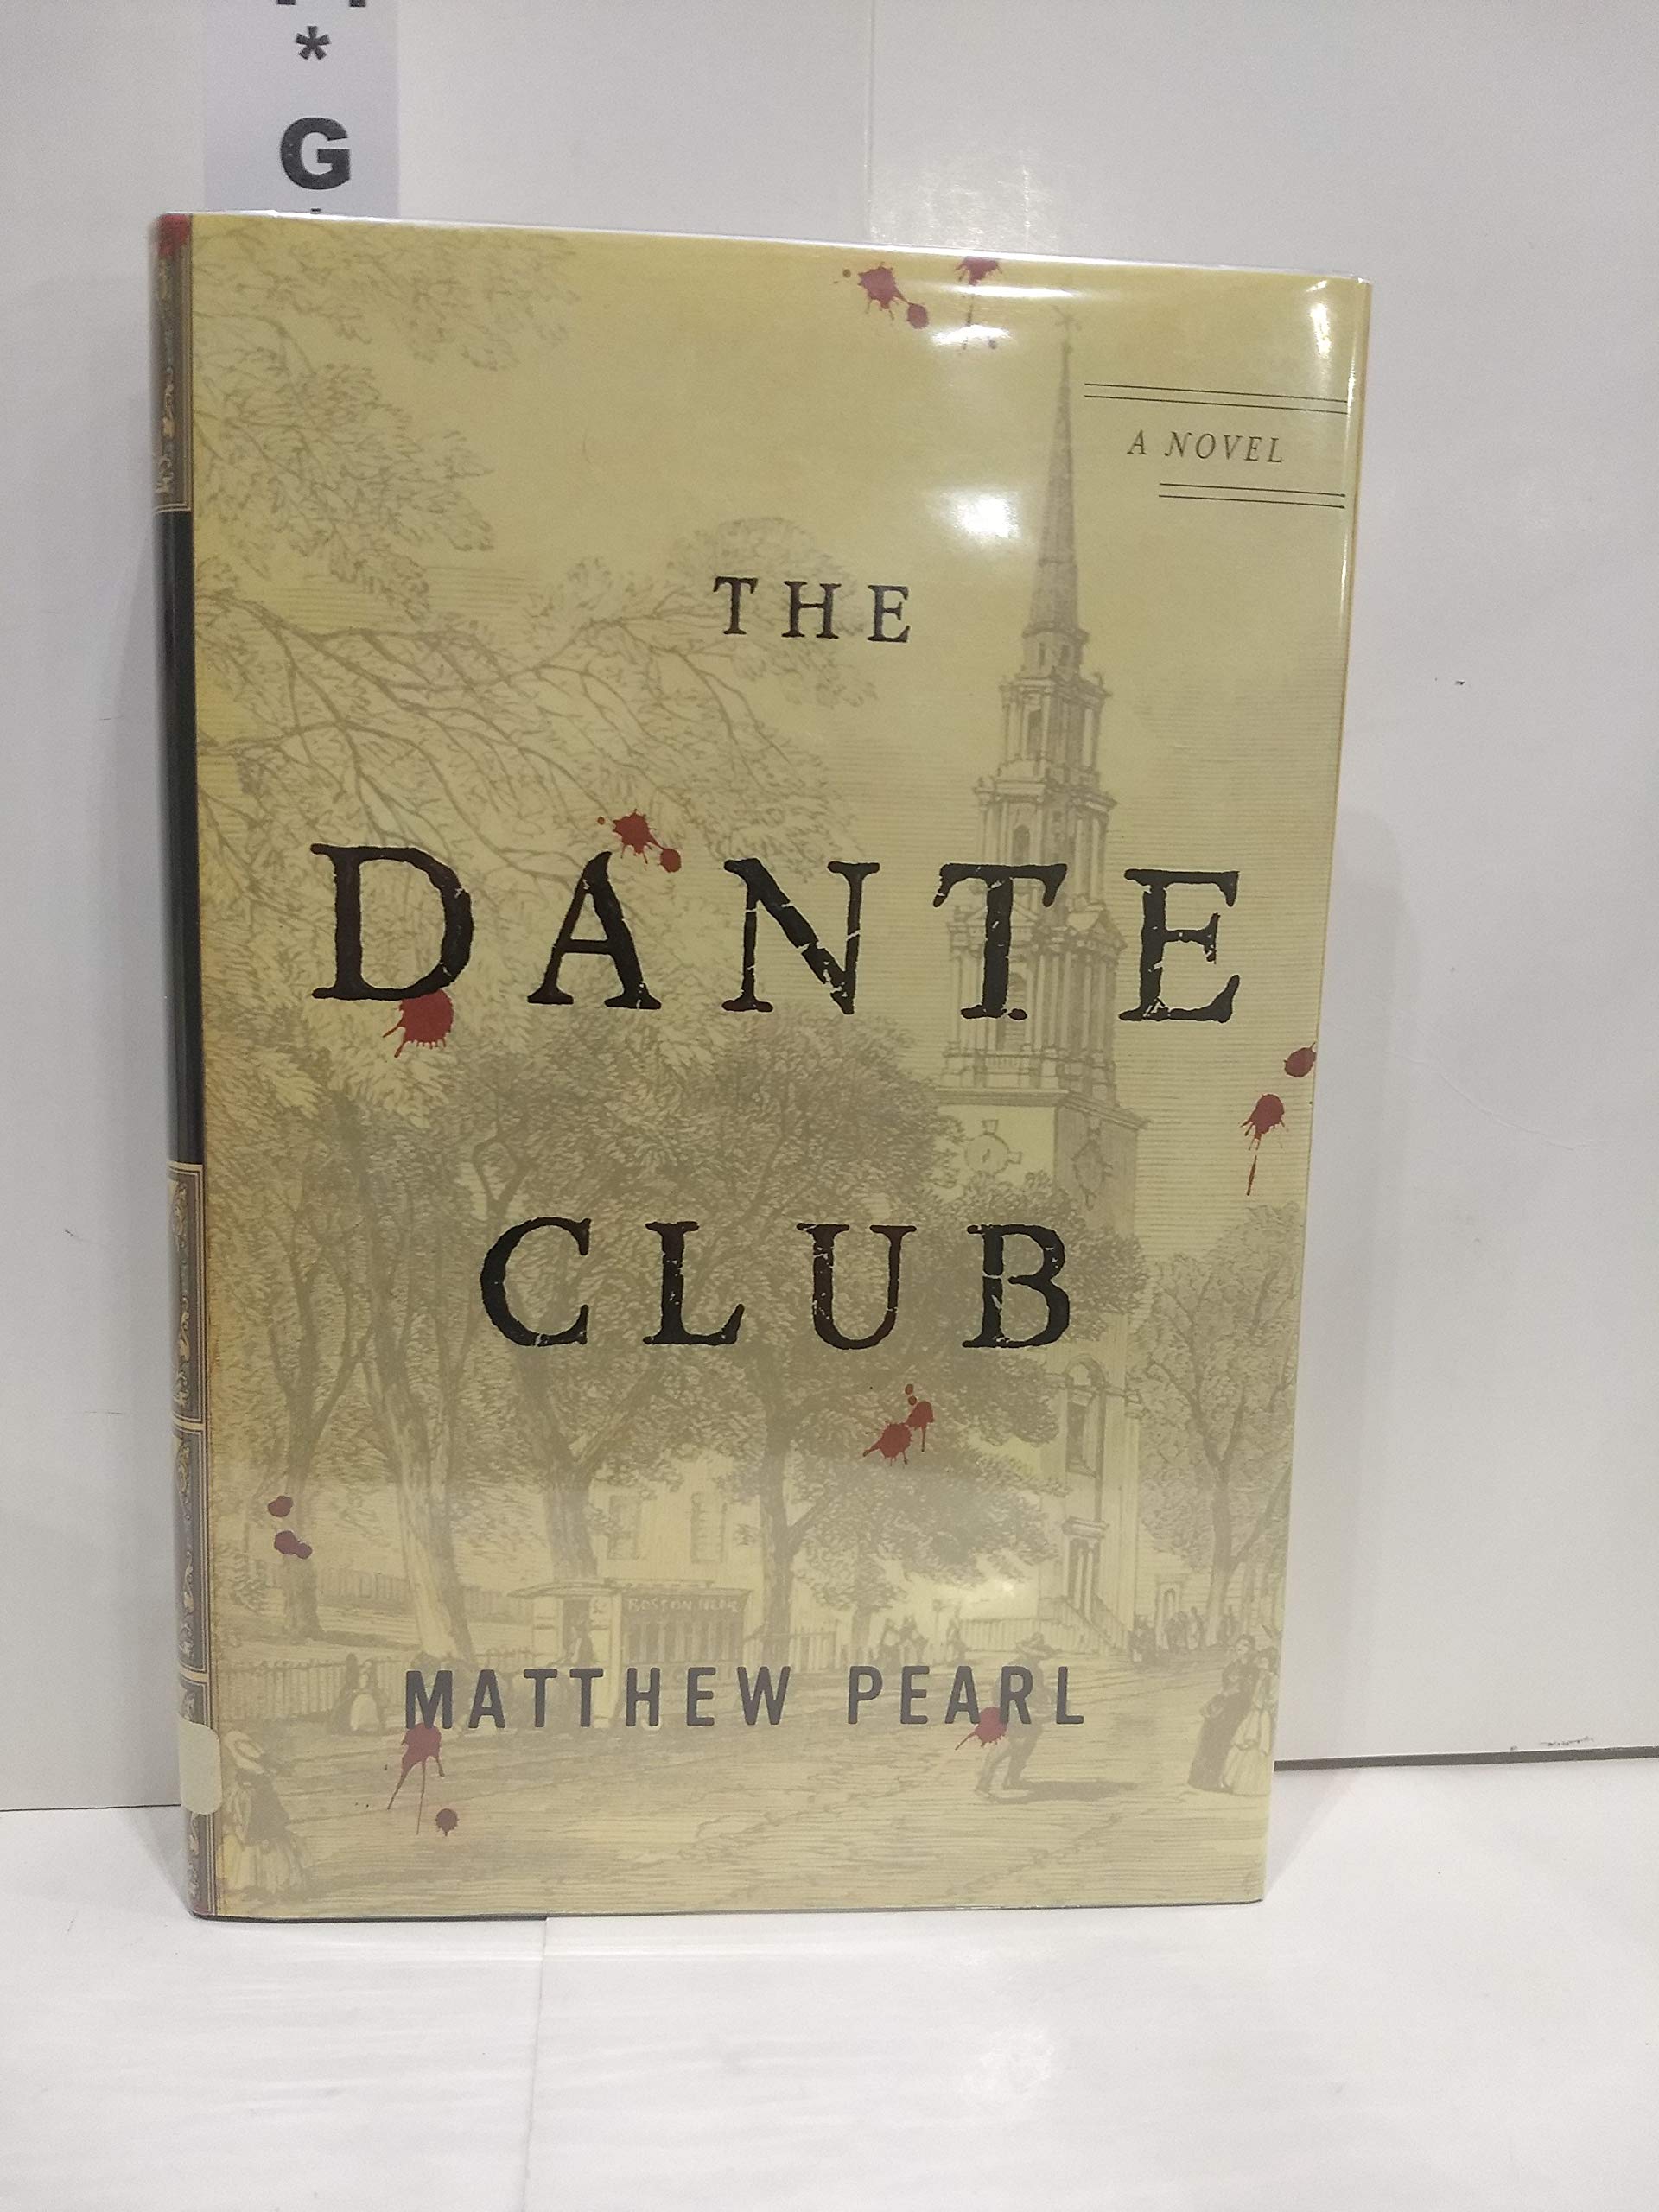 *
G
A NOVEL
THE
DANTE
CLUB
BOSTON
MATTHEW PEARL